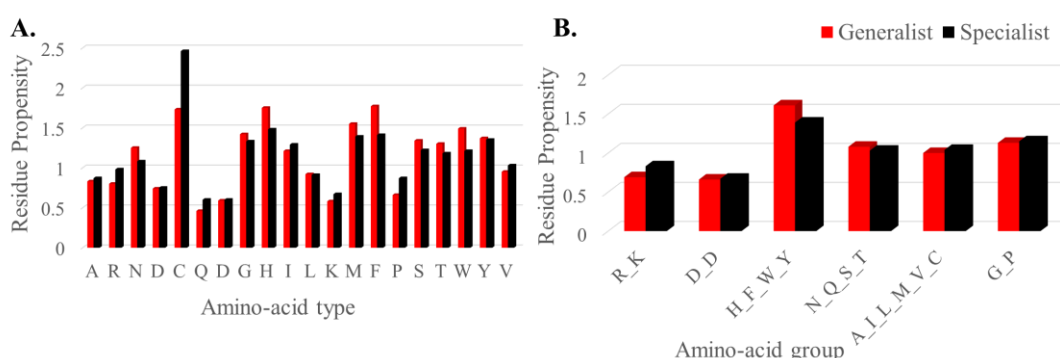 A.
Residue Propensity
2.5
2
1.5
1
0.5
0
A R N D C Q D G H I L K M F P S T W Y V
Amino-acid type
B.
Generalist Specialist
Residue Propensity
2
1.5
1
0.5
0
R_K
D_D
H_F_W_Y
N_Q_S_T
A_I_L_M_V_C
G_P
Amino-acid group